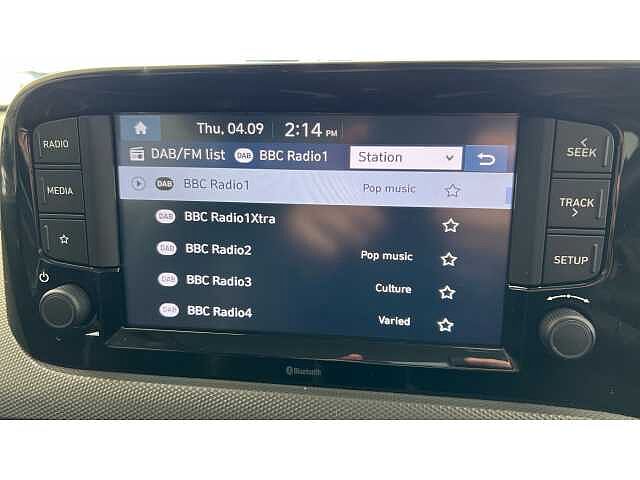 RADIO
MEDIA
Thu, 04.09 2:14 PM
DAB/FM list DAB BBC Radio1 Station
DAB BBC Radio1 Pop music
DAB BBC Radio1Xtra
DAB BBC Radio2 Pop music
DAB BBC Radio3 Culture
DAB BBC Radio4 Varied
SEEK
TRACK
SETUP
Bluetooth